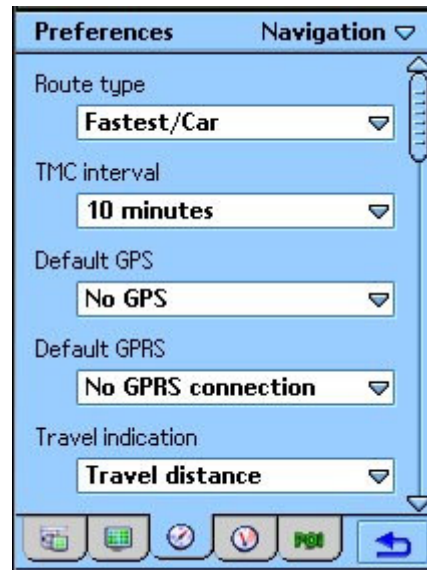 Preferences Navigation
Route type
Fastest/Car
TMC interval
10 minutes
Default GPS
No GPS
Default GPRS
No GPRS connection
Travel indication
Travel distance
POI